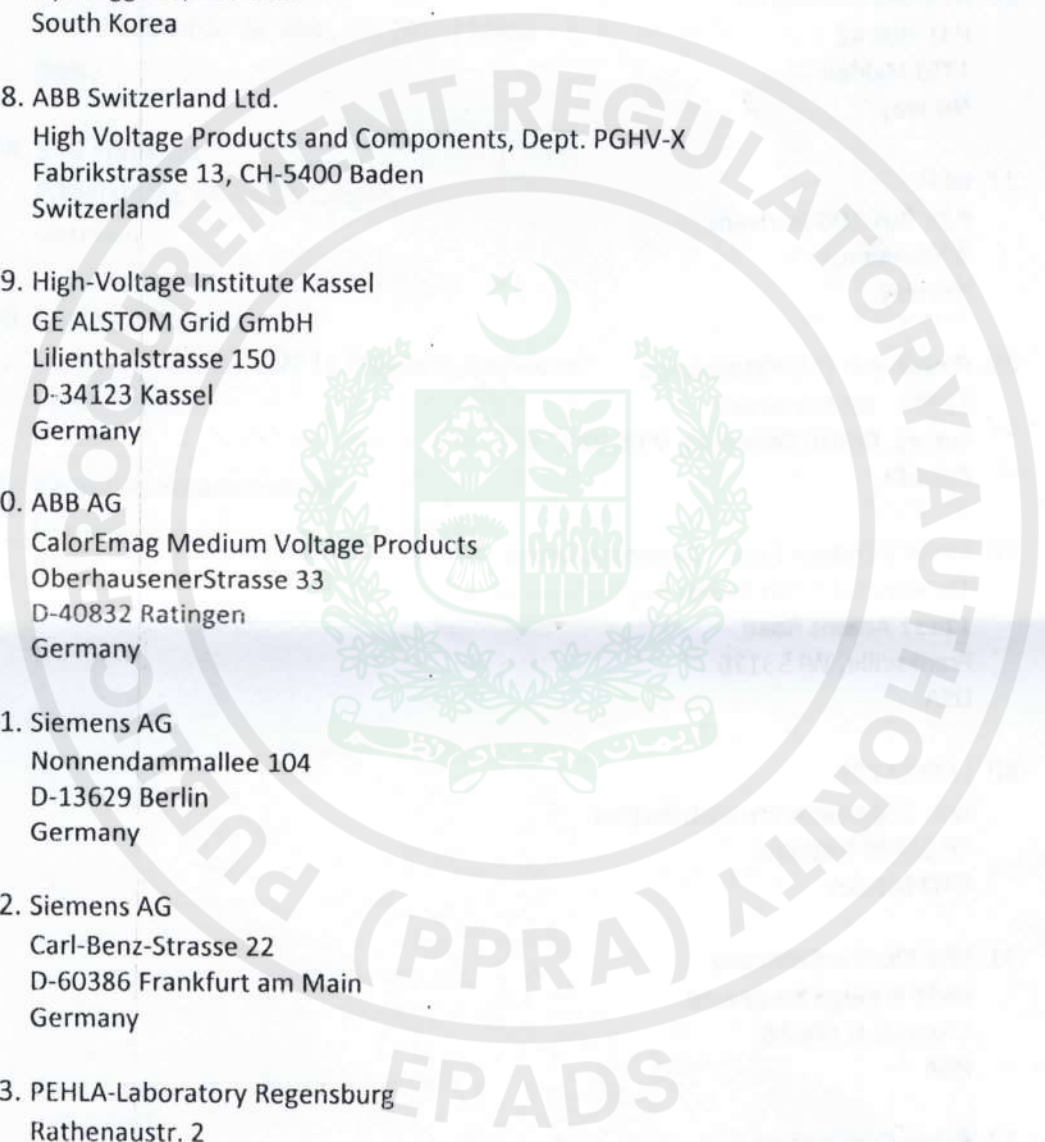 South Korea
8. ABB Switzerland Ltd.
High Voltage Products and Components, Dept. PGHV-X
Fabrikstrasse 13, CH-5400 Baden
Switzerland
9. High-Voltage Institute Kassel
GE ALSTOM Grid GmbH
Lilienthalstrasse 150
D-34123 Kassel
Germany
0. ABB AG
CalorEmag Medium Voltage Products
OberhausenerStrasse 33
D-40832 Ratingen
Germany
1. Siemens AG
Nonnendammallee 104
D-13629 Berlin
Germany
2. Siemens AG
Carl-Benz-Strasse 22
D-60386 Frankfurt am Main
Germany
3. PEHLA-Laboratory Regensburg
Rathenaustr. 2
PUBLIC PROCUREMENT REGULATORY AUTHORITY
(PPRA)
EPADS
ایمان اتحاد نظم